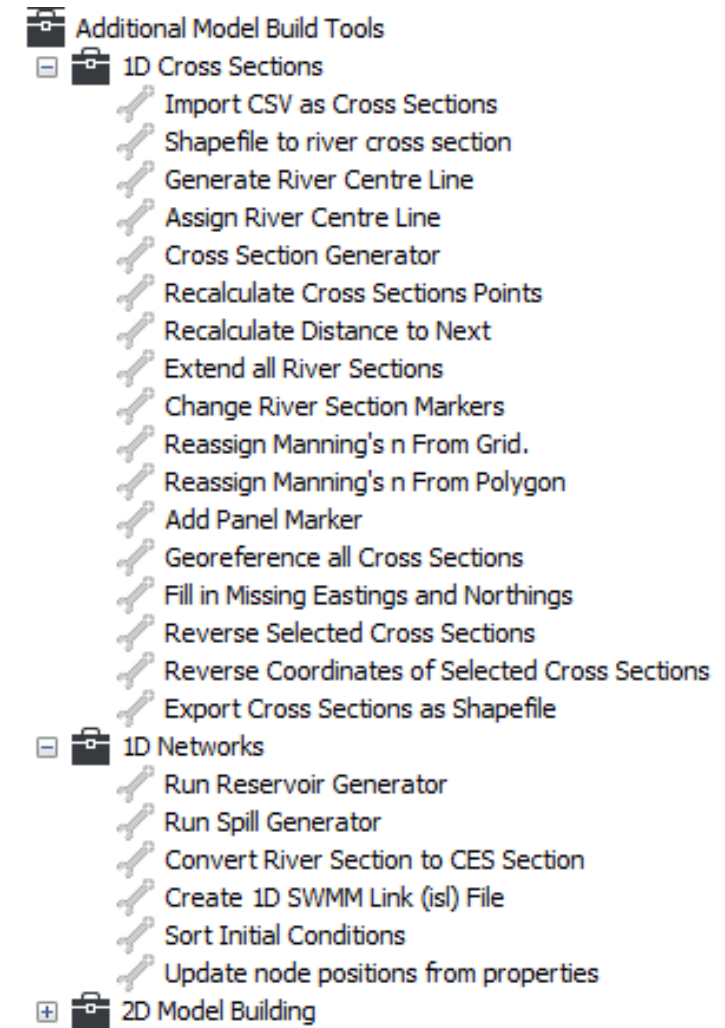 Additional Model Build Tools
1D Cross Sections
Import CSV as Cross Sections
Shapefile to river cross section
Generate River Centre Line
Assign River Centre Line
Cross Section Generator
Recalculate Cross Sections Points
Recalculate Distance to Next
Extend all River Sections
Change River Section Markers
Reassign Manning's n From Grid.
Reassign Manning's n From Polygon
Add Panel Marker
Georeference all Cross Sections
Fill in Missing Eastings and Northings
Reverse Selected Cross Sections
Reverse Coordinates of Selected Cross Sections
Export Cross Sections as Shapefile
1D Networks
Run Reservoir Generator
Run Spill Generator
Convert River Section to CES Section
Create 1D SWMM Link (isl) File
Sort Initial Conditions
Update node positions from properties
2D Model Building